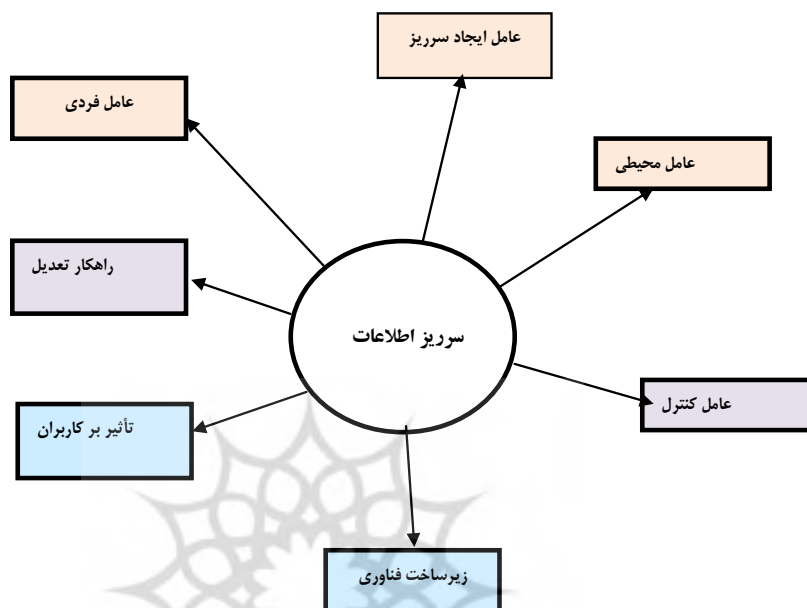 عامل ایجاد سرریز
عامل فردی
عامل محیطی
راهکار تعدیل
سرریز اطلاعات
عامل کنترل
تأثیر بر کاربران
زیرساخت فناوری